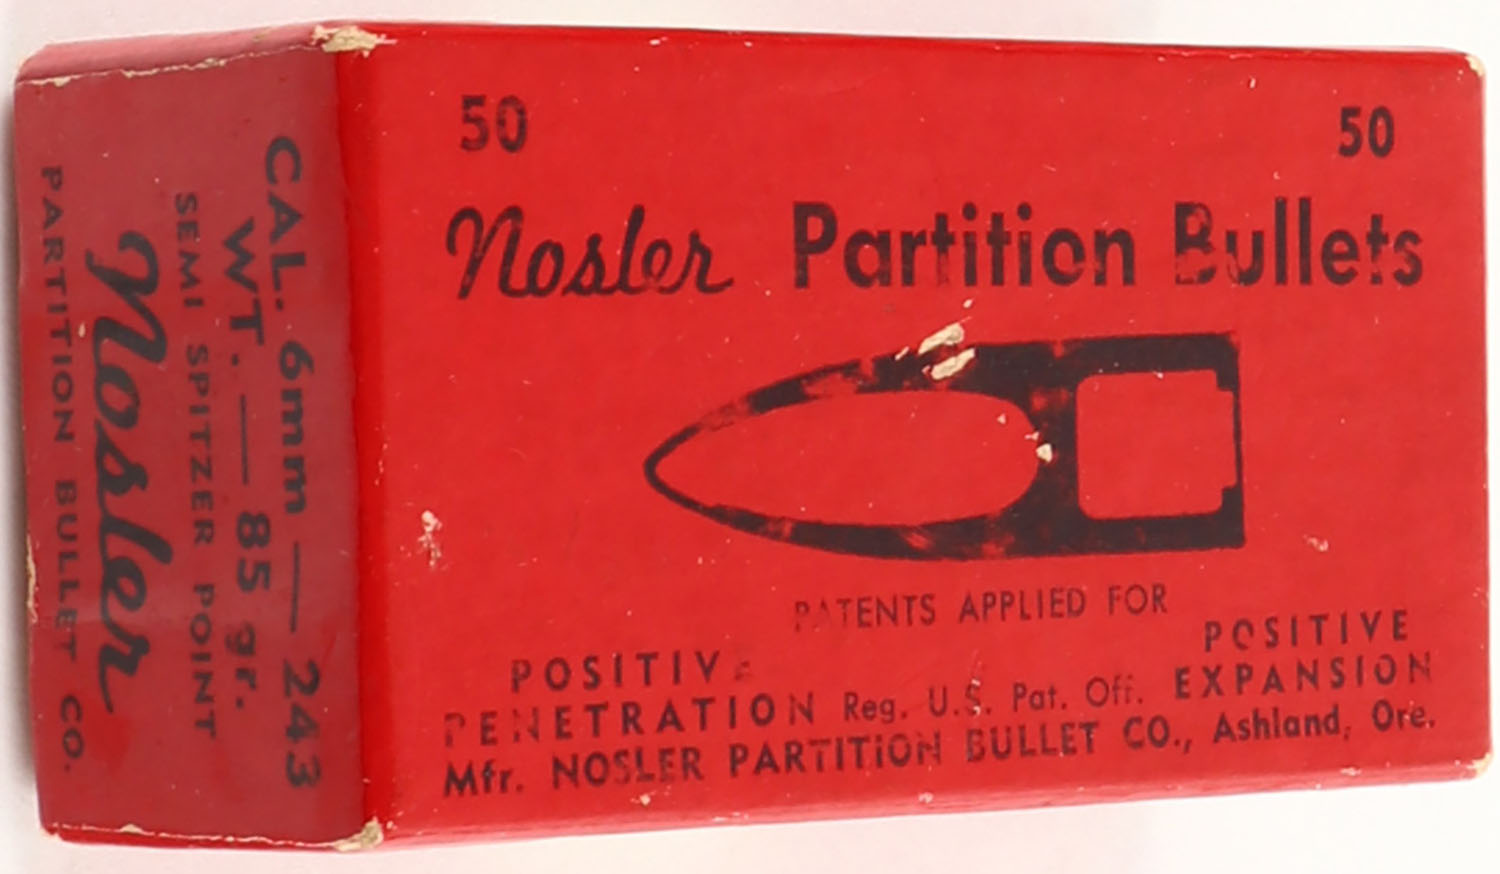 50 50
Nosler Partition Bullets
PATENTS APPLIED FOR
POSITIVE PENETRATION
Reg. U.S. Pat. Off.
POSITIVE EXPANSION
Mfr. NOSLER PARTITION BULLET CO., Ashland, Ore.
CAL. 6mm — 243
WT. — 85 gr.
SEMI SPITZER POINT
Nosler
PARTITION BULLET CO.